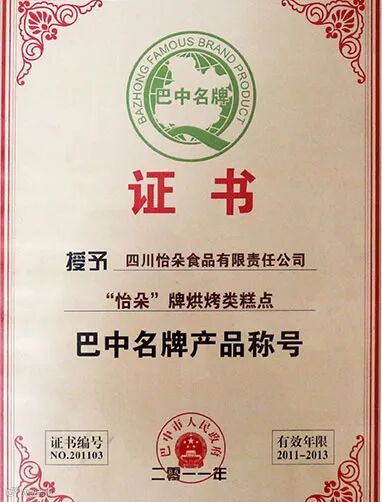 BAZHONG FAMOUS BRAND PRODUCT
巴中名牌
证书
授予 四川怡朵食品有限责任公司
“怡朵”牌烘烤类糕点
巴中名牌产品称号
证书编号
NO.201103
巴中市人民政府
二〇一一年
有效年限
2011-2013